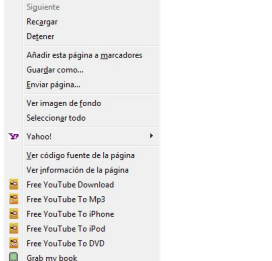 Siguiente
Recargar
Detener
Añadir esta página a marcadores
Guardar como...
Enviar página...
Ver imagen de fondo
Seleccionar todo
Yahoo!
Ver código fuente de la página
Ver información de la página
Free YouTube Download
Free YouTube To Mp3
Free YouTube To iPhone
Free YouTube To iPod
Free YouTube To DVD
Grab my book